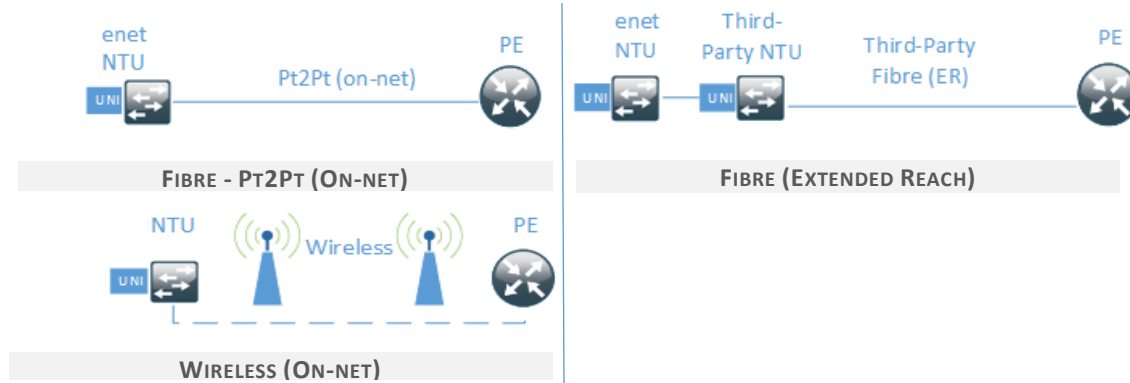 enet
NTU
PE
Pt2Pt (on-net)
UNI
FIBRE - PT2PT (ON-NET)
NTU
PE
Wireless
UNI
WIRELESS (ON-NET)
enet
NTU
Third-
Party NTU
Third-Party
Fibre (ER)
PE
UNI
UNI
FIBRE (EXTENDED REACH)